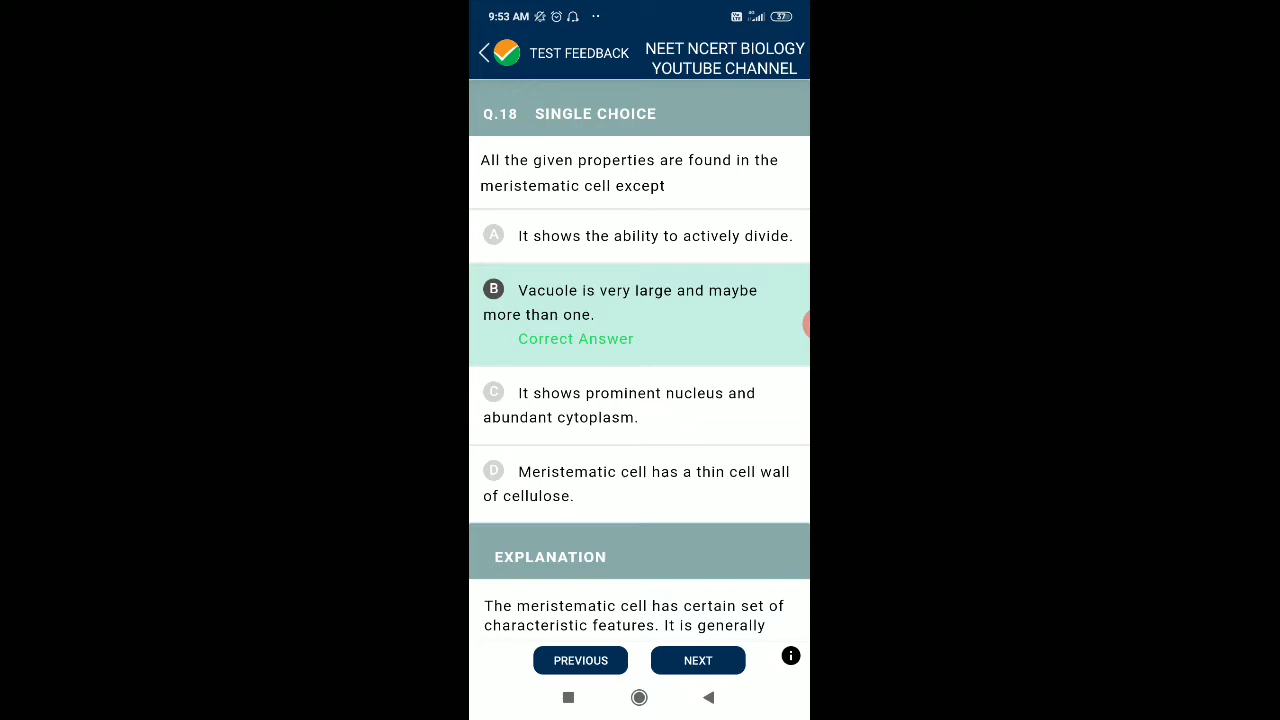 9:53 AM
37
TEST FEEDBACK
NEET NCERT BIOLOGY
YOUTUBE CHANNEL
Q.18 SINGLE CHOICE
All the given properties are found in the
meristematic cell except
A It shows the ability to actively divide.
B Vacuole is very large and maybe
more than one.
Correct Answer
C It shows prominent nucleus and
abundant cytoplasm.
D Meristematic cell has a thin cell wall
of cellulose.
EXPLANATION
The meristematic cell has certain set of
characteristic features. It is generally
PREVIOUS
NEXT